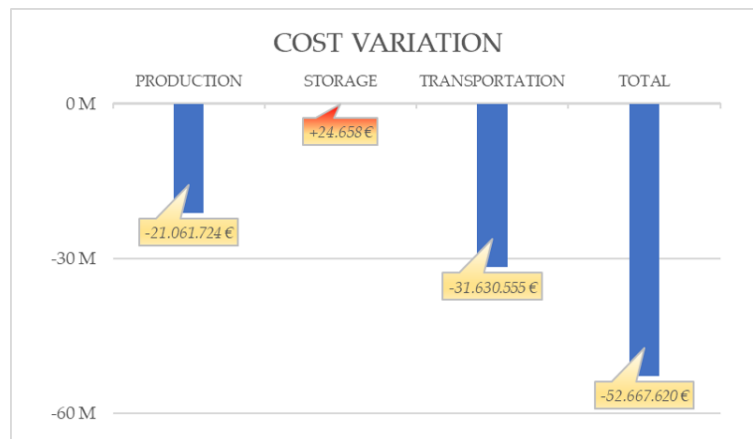 COST VARIATION
PRODUCTION STORAGE TRANSPORTATION TOTAL
0 M
+24.658 €
-21.061.724 €
-30 M
-31.630.555 €
-52.667.620 €
-60 M